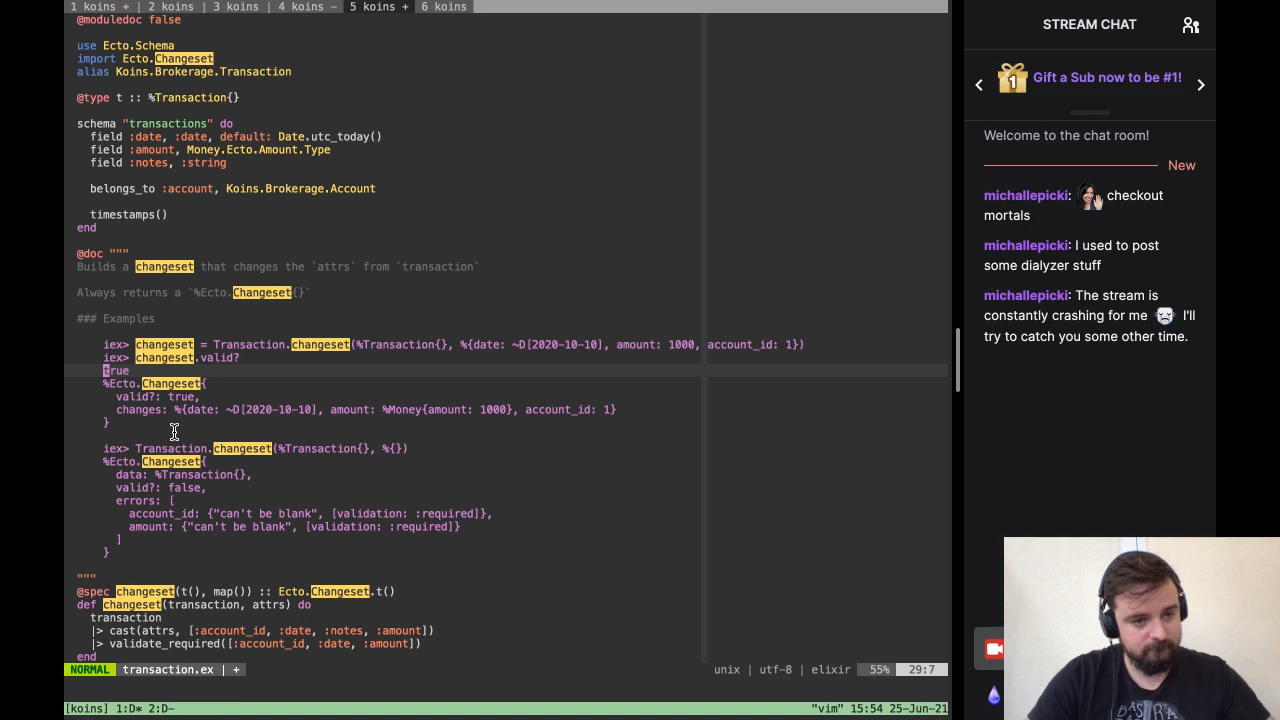 1 koins + | 2 koins | 3 koins | 4 koins - | 5 koins + | 6 koins
@moduledoc false
use Ecto.Schema
import Ecto.Changeset
alias Koins.Brokerage.Transaction
@type t :: %Transaction{}
schema "transactions" do
field :date, :date, default: Date.utc_today()
field :amount, Money.Ecto.Amount.Type
field :notes, :string
belongs_to :account, Koins.Brokerage.Account
timestamps()
end
@doc """
Builds a changeset that changes the `attrs` from `transaction`
Always returns a `%Ecto.Changeset{}`
### Examples
iex> changeset = Transaction.changeset(%Transaction{}, %{date: ~D[2020-10-10], amount: 1000, account_id: 1})
iex> changeset.valid?
true
%Ecto.Changeset{
valid?: true,
changes: %{date: ~D[2020-10-10], amount: %Money{amount: 1000}, account_id: 1}
}
iex> Transaction.changeset(%Transaction{}, %{})
%Ecto.Changeset{
data: %Transaction{},
valid?: false,
errors: [
account_id: {"can't be blank", [validation: :required]},
amount: {"can't be blank", [validation: :required]}
]
}
"""
@spec changeset(t(), map()) :: Ecto.Changeset.t()
def changeset(transaction, attrs) do
transaction
|> cast(attrs, [:account_id, :date, :notes, :amount])
|> validate_required([:account_id, :date, :amount])
end
NORMAL transaction.ex | + unix | utf-8 | elixir 55% 29:7
[koins] 1:D* 2:D- "vim" 15:54 25-Jun-21
STREAM CHAT
1 Gift a Sub now to be #1!
Welcome to the chat room!
New
michallepicki: checkout
mortals
michallepicki: I used to post
some dialyzer stuff
michallepicki: The stream is
constantly crashing for me I'll
try to catch you some other time.